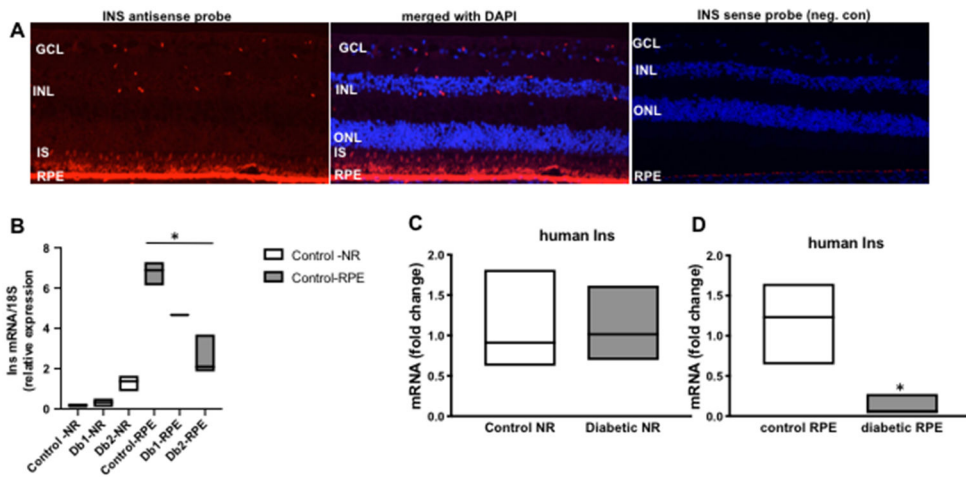 INS antisense probe
merged with DAPI
INS sense probe (neg. con)
A
GCL
INL
IS
RPE
GCL
INL
ONL
IS
RPE
GCL
INL
ONL
RPE
B
Ins mRNA/18S
(relative expression)
8
6
4
2
0
*
Control -NR
Db1-NR
Db2-NR
Control-RPE
Db1-RPE
Db2-RPE
Control -NR
Control-RPE
C
human Ins
mRNA (fold change)
2.0
1.5
1.0
0.5
0.0
Control NR
Diabetic NR
D
human Ins
mRNA (fold change)
2.0
1.5
1.0
0.5
0.0
*
control RPE
diabetic RPE